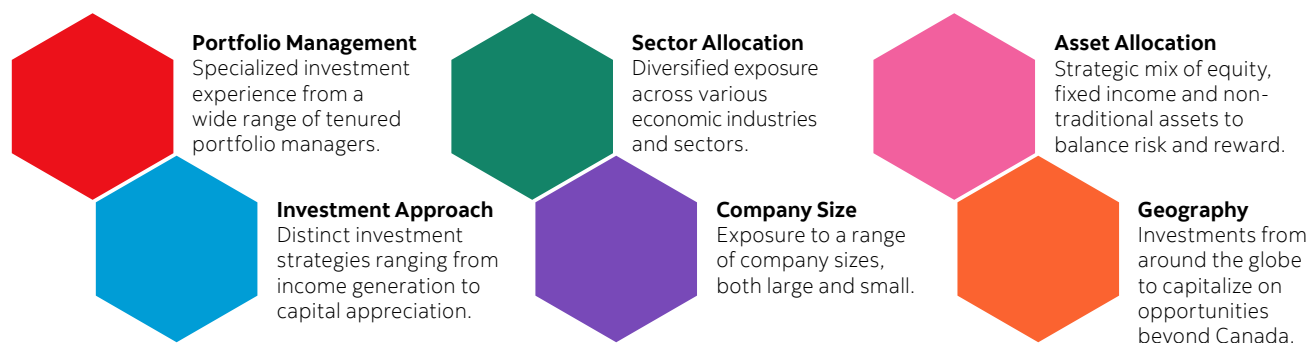 Portfolio Management
Specialized investment
experience from a
wide range of tenured
portfolio managers.
Investment Approach
Distinct investment
strategies ranging from
income generation to
capital appreciation.
Sector Allocation
Diversified exposure
across various
economic industries
and sectors.
Company Size
Exposure to a range
of company sizes,
both large and small.
Asset Allocation
Strategic mix of equity,
fixed income and non-
traditional assets to
balance risk and reward.
Geography
Investments from
around the globe
to capitalize on
opportunities
beyond Canada.